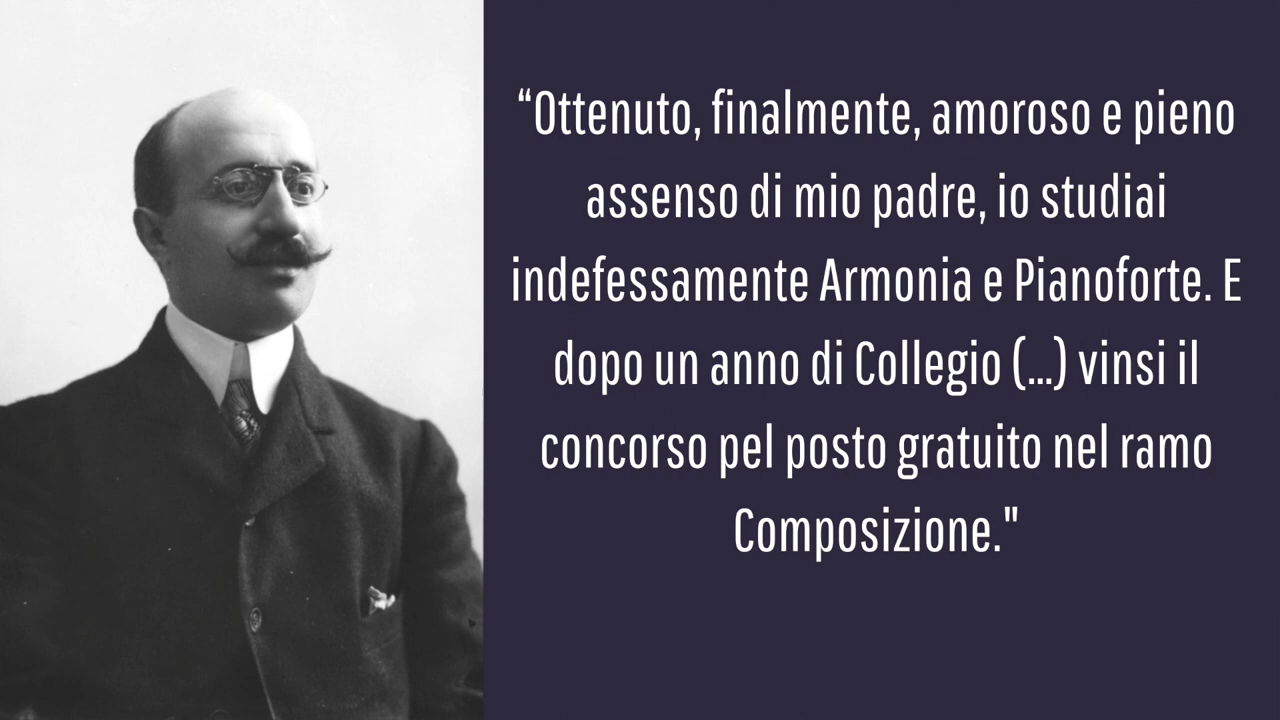 “Ottenuto, finalmente, amoroso e pieno
assenso di mio padre, io studiai
indefessamente Armonia e Pianoforte. E
dopo un anno di Collegio (...) vinsi il
concorso pel posto gratuito nel ramo
Composizione."